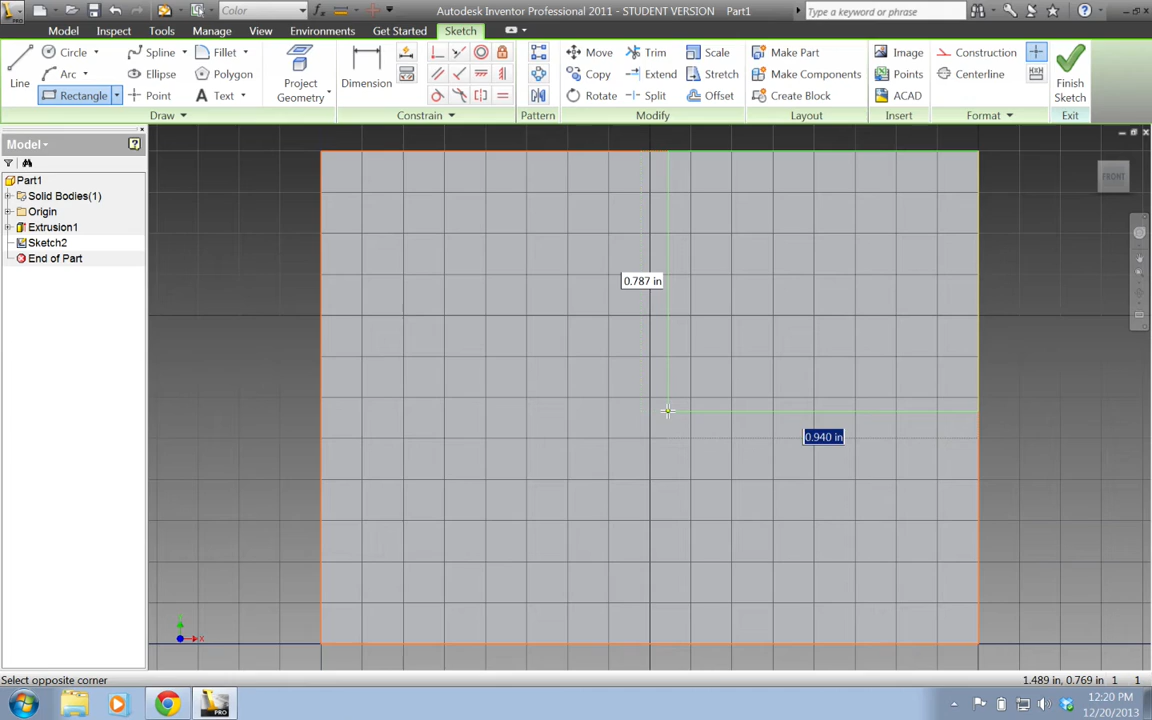 Color
Autodesk Inventor Professional 2011 - STUDENT VERSION Part1
Type a keyword or phrase
PRO
Model Inspect Tools Manage View Environments Get Started Sketch
Line
Circle
Arc
Rectangle
Spline
Ellipse
Point
Fillet
Polygon
Text
Project
Geometry
Dimension
Move
Copy
Rotate
Trim
Extend
Split
Scale
Stretch
Offset
Make Part
Make Components
Create Block
Image
Points
ACAD
Construction
Centerline
Finish
Sketch
Draw
Constrain
Pattern
Modify
Layout
Insert
Format
Exit
Model
Part1
Solid Bodies(1)
Origin
Extrusion1
Sketch2
End of Part
FRONT
0.787 in
0.940 in
X
Select opposite corner
1.489 in, 0.769 in 1 1
PRO
12:20 PM
12/20/2013